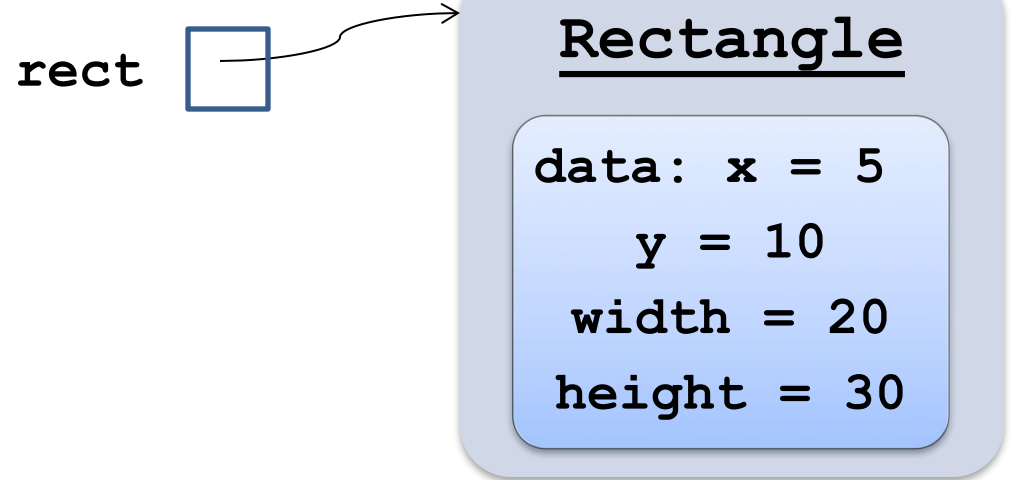 rect
Rectangle
data: x = 5
y = 10
width = 20
height = 30